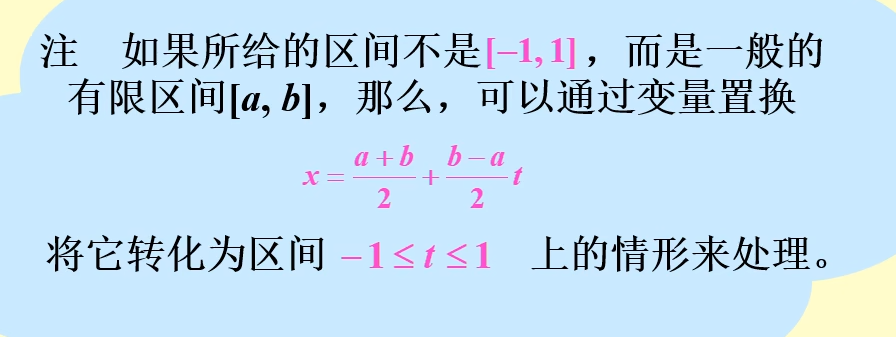 注 如果所给的区间不是[−1,1]，而是一般的
有限区间[a, b]，那么，可以通过变量置换
x = \frac{a+b}{2} + \frac{b-a}{2} t
将它转化为区间 −1 ≤ t ≤ 1 上的情形来处理。